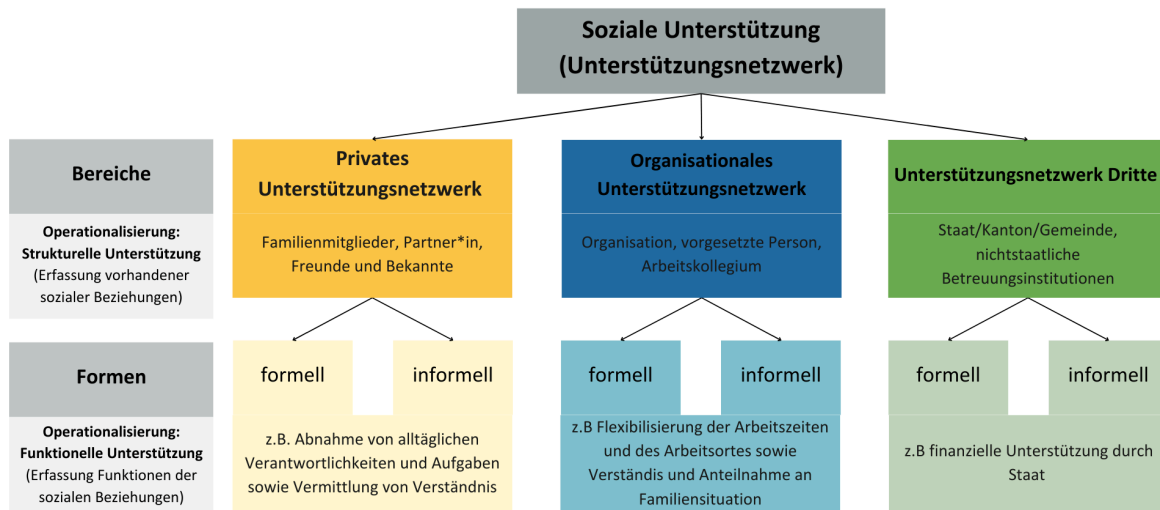 Soziale Unterstützung
(Unterstützungsnetzwerk)
Bereiche
Operationalisierung:
Strukturelle Unterstützung
(Erfassung vorhandener
sozialer Beziehungen)
Privates
Unterstützungsnetzwerk
Familienmitglieder, Partner*in,
Freunde und Bekannte
Organisationales
Unterstützungsnetzwerk
Organisation, vorgesetzte Person,
Arbeitskollegium
Unterstützungsnetzwerk Dritte
Staat/Kanton/Gemeinde,
nichtstaatliche
Betreuungsinstitutionen
Formen
Operationalisierung:
Funktionelle Unterstützung
(Erfassung Funktionen der
sozialen Beziehungen)
formell
informell
z.B. Abnahme von alltäglichen
Verantwortlichkeiten und Aufgaben
sowie Vermittlung von Verständnis
formell
informell
z.B Flexibilisierung der Arbeitszeiten
und des Arbeitsortes sowie
Verständis und Anteilnahme an
Familiensituation
formell
informell
z.B finanzielle Unterstützung durch
Staat